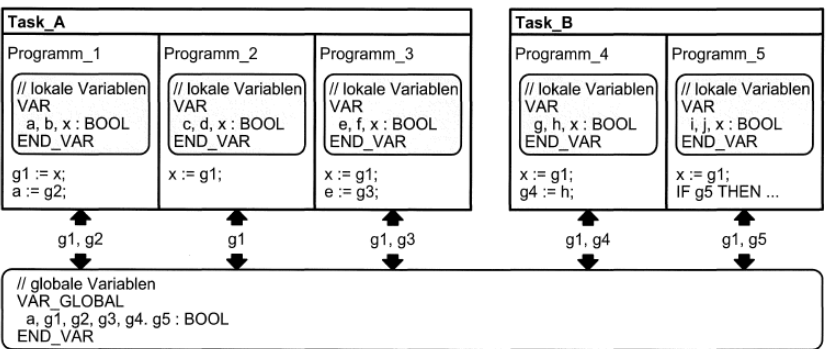 Task_A
Programm_1
// lokale Variablen
VAR
a, b, x : BOOL
END_VAR
g1 := x;
a := g2;
Programm_2
// lokale Variablen
VAR
c, d, x : BOOL
END_VAR
x := g1;
Programm_3
// lokale Variablen
VAR
e, f, x : BOOL
END_VAR
x := g1;
e := g3;
Task_B
Programm_4
// lokale Variablen
VAR
g, h, x : BOOL
END_VAR
x := g1;
g4 := h;
Programm_5
// lokale Variablen
VAR
i, j, x : BOOL
END_VAR
x := g1;
IF g5 THEN ...
g1, g2
g1
g1, g3
g1, g4
g1, g5
// globale Variablen
VAR_GLOBAL
a, g1, g2, g3, g4. g5 : BOOL
END_VAR